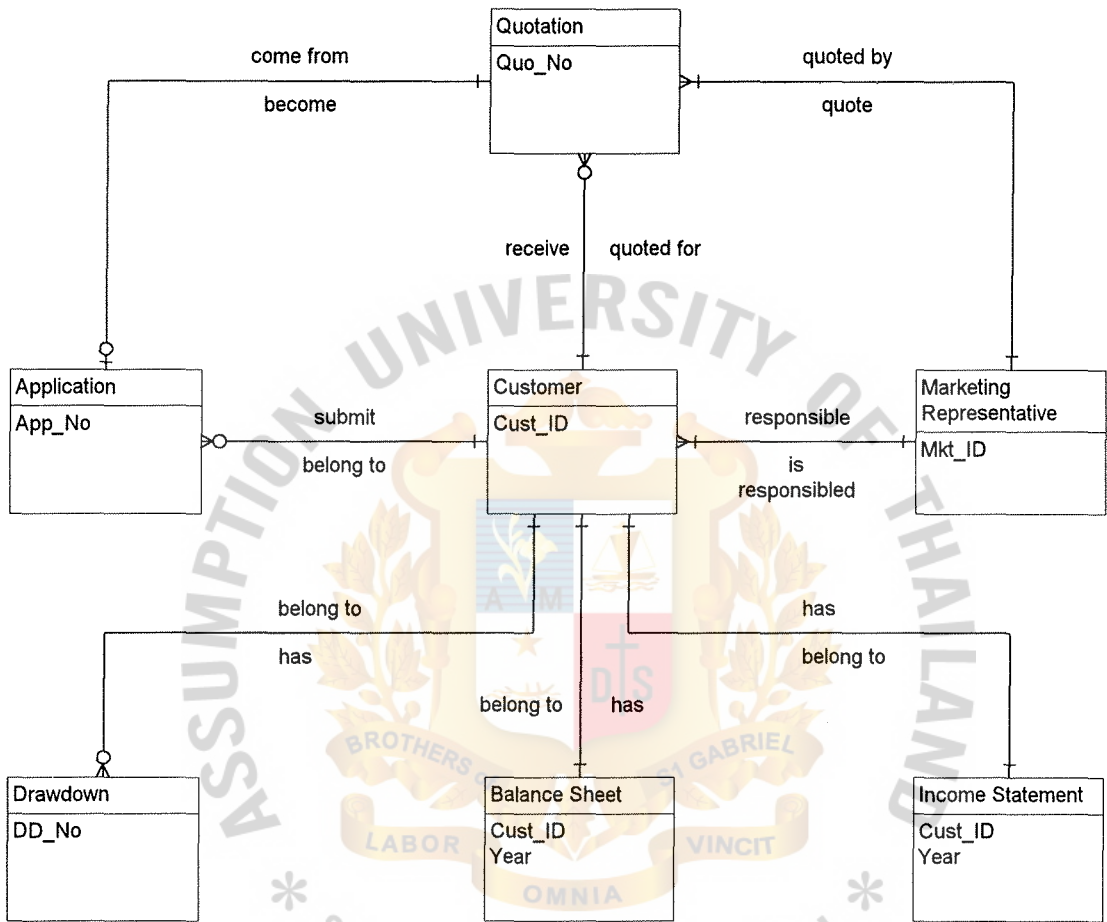 Quotation
Quo_No
come from
become
quoted by
quote
receive
quoted for
Application
App_No
submit
belong to
Customer
Cust_ID
responsible
is
responsibled
Marketing
Representative
Mkt_ID
belong to
has
belong to
has
has
belong to
Drawdown
DD_No
Balance Sheet
Cust_ID
Year
Income Statement
Cust_ID
Year
ASSUMPTION UNIVERSITY OF THAILAND
A M
D S
BROTHERS OF ST GABRIEL
LABOR
OMNIA
VINCIT